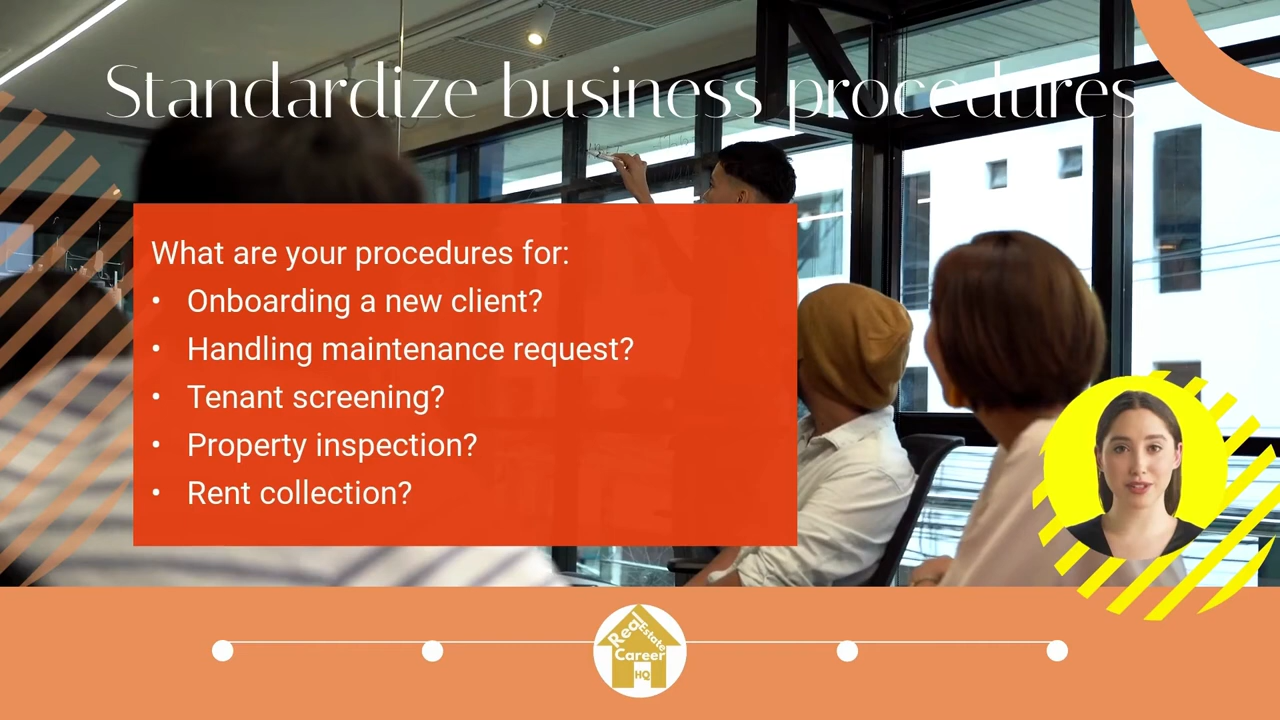 Standardize business procedures
What are your procedures for:
• Onboarding a new client?
• Handling maintenance request?
• Tenant screening?
• Property inspection?
• Rent collection?
Real
Estate
Career
HQ